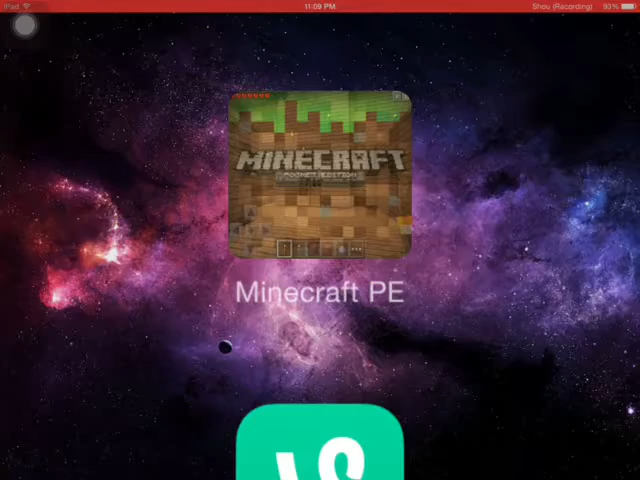 iPad 11:09 PM Shou (Recording) 93%
MINECRAFT
POCKET EDITION
Minecraft PE